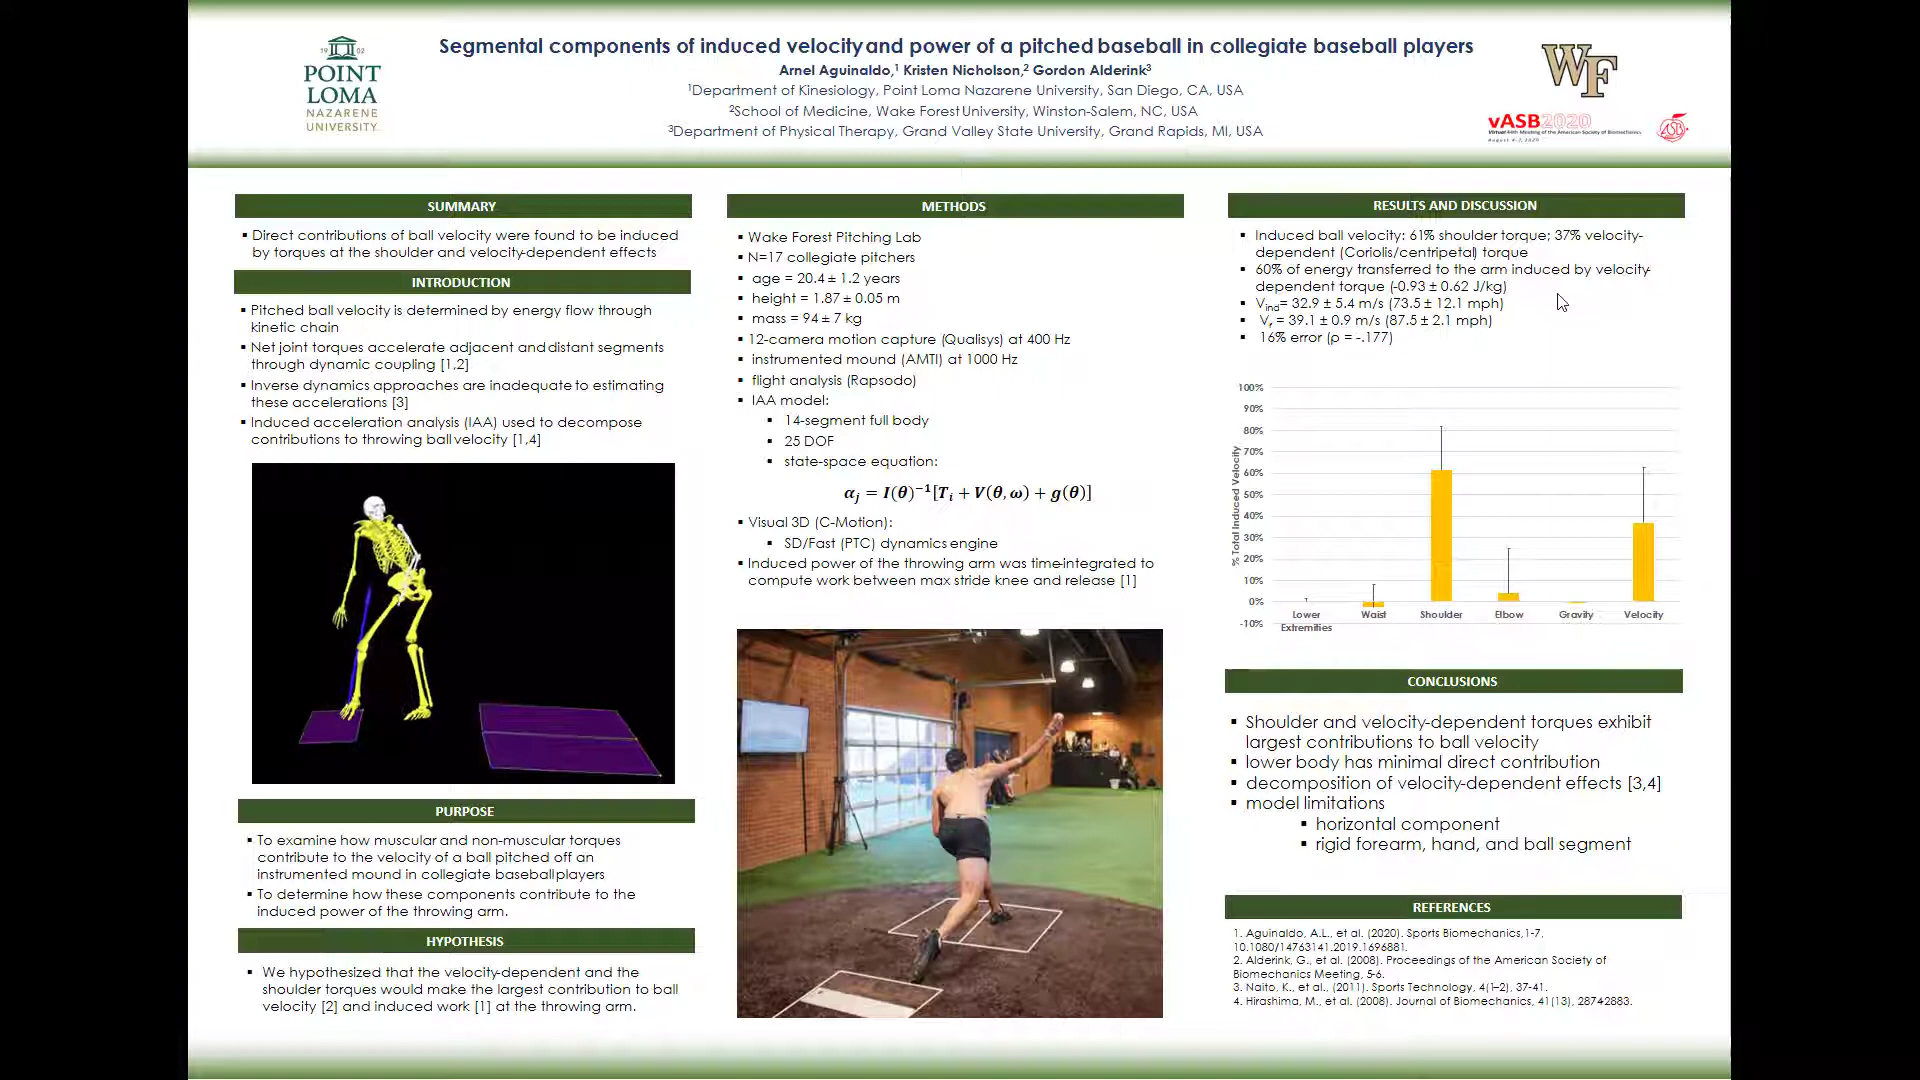 1902
POINT
LOMA
NAZARENE
UNIVERSITY
Segmental components of induced velocity and power of a pitched baseball in collegiate baseball players
Arnel Aguinaldo,¹ Kristen Nicholson,² Gordon Alderink³
¹Department of Kinesiology, Point Loma Nazarene University, San Diego, CA, USA
²School of Medicine, Wake Forest University, Winston-Salem, NC, USA
³Department of Physical Therapy, Grand Valley State University, Grand Rapids, MI, USA
WF
vASB2020
Virtual 44th Meeting of the American Society of Biomechanics
August 4-7, 2020
ASB
SUMMARY
▪ Direct contributions of ball velocity were found to be induced
by torques at the shoulder and velocity-dependent effects
INTRODUCTION
▪ Pitched ball velocity is determined by energy flow through
kinetic chain
▪ Net joint torques accelerate adjacent and distant segments
through dynamic coupling [1,2]
▪ Inverse dynamics approaches are inadequate to estimating
these accelerations [3]
▪ Induced acceleration analysis (IAA) used to decompose
contributions to throwing ball velocity [1,4]
PURPOSE
▪ To examine how muscular and non-muscular torques
contribute to the velocity of a ball pitched off an
instrumented mound in collegiate baseball players
▪ To determine how these components contribute to the
induced power of the throwing arm.
HYPOTHESIS
▪ We hypothesized that the velocity-dependent and the
shoulder torques would make the largest contribution to ball
velocity [2] and induced work [1] at the throwing arm.
METHODS
▪ Wake Forest Pitching Lab
▪ N=17 collegiate pitchers
▪ age = 20.4 ± 1.2 years
▪ height = 1.87 ± 0.05 m
▪ mass = 94 ± 7 kg
▪ 12-camera motion capture (Qualisys) at 400 Hz
▪ instrumented mound (AMTI) at 1000 Hz
▪ flight analysis (Rapsodo)
▪ IAA model:
▪ 14-segment full body
▪ 25 DOF
▪ state-space equation:
αⱼ = I(θ)⁻¹[Tᵢ + V(θ, ω) + g(θ)]
▪ Visual 3D (C-Motion):
▪ SD/Fast (PTC) dynamics engine
▪ Induced power of the throwing arm was time-integrated to
compute work between max stride knee and release [1]
RESULTS AND DISCUSSION
▪ Induced ball velocity: 61% shoulder torque; 37% velocity-
dependent (Coriolis/centripetal) torque
▪ 60% of energy transferred to the arm induced by velocity-
dependent torque (-0.93 ± 0.62 J/kg)
▪ Vind= 32.9 ± 5.4 m/s (73.5 ± 12.1 mph)
▪ Vr = 39.1 ± 0.9 m/s (87.5 ± 2.1 mph)
▪ 16% error (ρ = -.177)
% Total Induced Velocity
100%
90%
80%
70%
60%
50%
40%
30%
20%
10%
0%
-10%
Lower Extremities
Waist
Shoulder
Elbow
Gravity
Velocity
CONCLUSIONS
▪ Shoulder and velocity-dependent torques exhibit
largest contributions to ball velocity
▪ lower body has minimal direct contribution
▪ decomposition of velocity-dependent effects [3,4]
▪ model limitations
▪ horizontal component
▪ rigid forearm, hand, and ball segment
REFERENCES
1. Aguinaldo, A.L., et al. (2020). Sports Biomechanics,1-7.
10.1080/14763141.2019.1696881.
2. Alderink, G., et al. (2008). Proceedings of the American Society of
Biomechanics Meeting, 5-6.
3. Naito, K., et al., (2011). Sports Technology, 4(1–2), 37-41.
4. Hirashima, M., et al. (2008). Journal of Biomechanics, 41(13), 2874-2883.